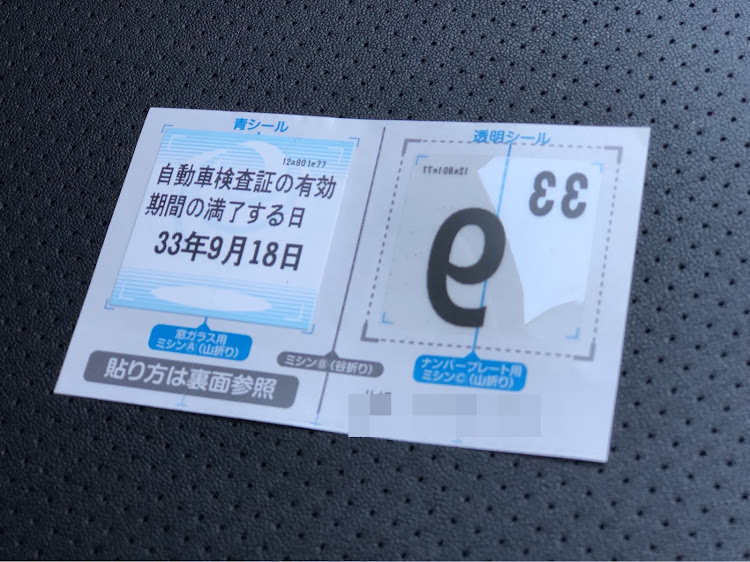 青シール
12a801e77
自動車検査証の有効
期間の満了する日
33年9月18日
窓ガラス用
ミシンA(山折り)
貼り方は裏面参照
ミシンB(谷折り)
透明シール
12a801e77
33
9
ナンバープレート用
ミシンC(山折り)